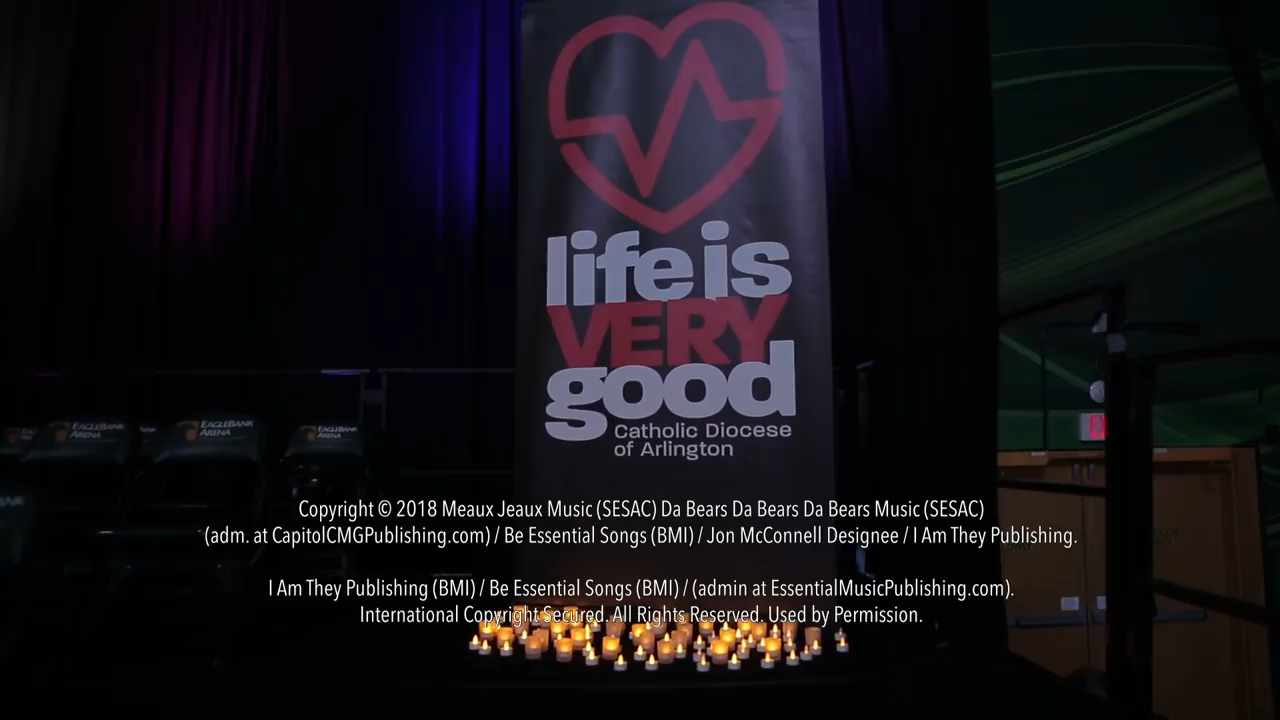 life is
VERY
good
Catholic Diocese
of Arlington
EAGLEBANK
ARENA
EAGLEBANK
ARENA
EAGLEBANK
ARENA
Copyright © 2018 Meaux Jeaux Music (SESAC) Da Bears Da Bears Da Bears Music (SESAC)
(adm. at CapitolCMGPublishing.com) / Be Essential Songs (BMI) / Jon McConnell Designee / I Am They Publishing.
I Am They Publishing (BMI) / Be Essential Songs (BMI) / (admin at EssentialMusicPublishing.com).
International Copyright Secured. All Rights Reserved. Used by Permission.